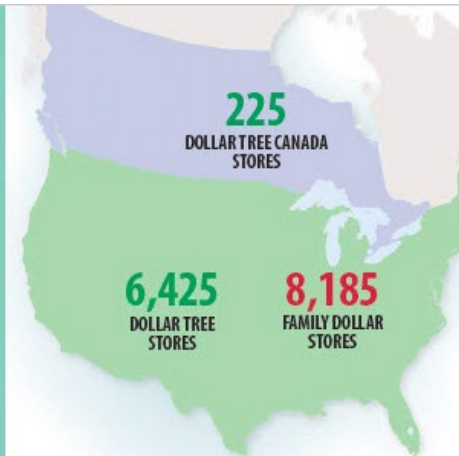 225
DOLLAR TREE CANADA
STORES
6,425
DOLLAR TREE
STORES
8,185
FAMILY DOLLAR
STORES